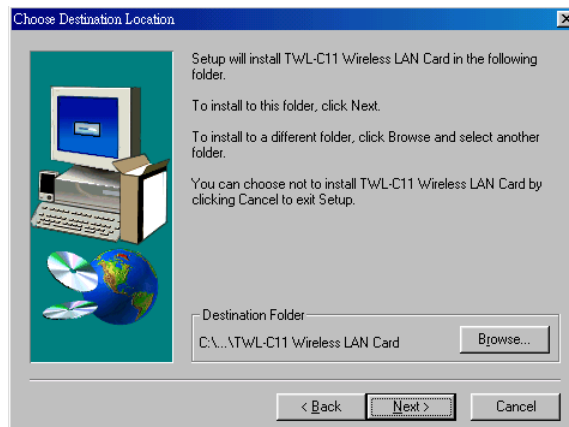 Choose Destination Location
Setup will install TWL-C11 Wireless LAN Card in the following
folder.
To install to this folder, click Next.
To install to a different folder, click Browse and select another
folder.
You can choose not to install TWL-C11 Wireless LAN Card by
clicking Cancel to exit Setup.
Destination Folder
C:\...\TWL-C11 Wireless LAN Card
Browse...
< Back
Next >
Cancel